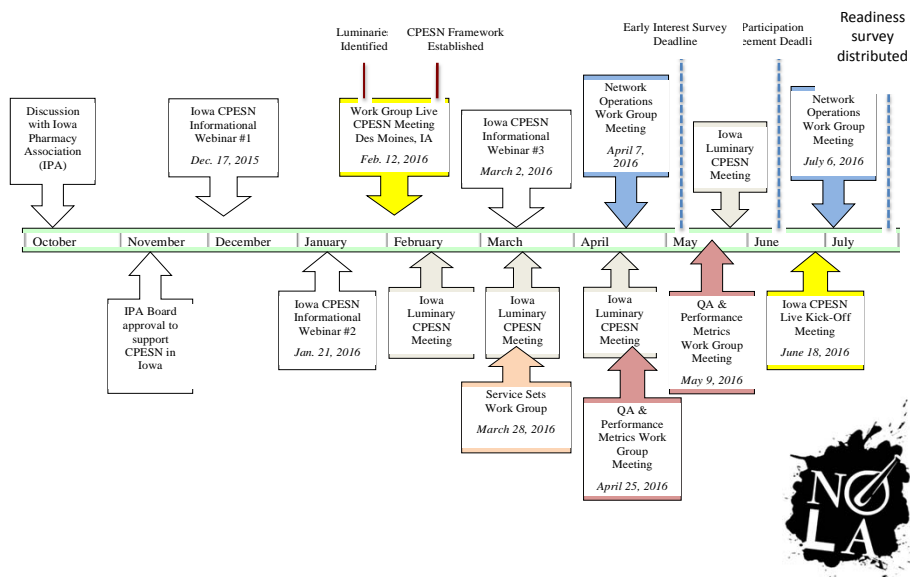 Luminarie
Identified
CPESN Framework
Established
Early Interest Survey
Deadline
Participation
eement Deadli
Readiness
survey
distributed
Discussion
with Iowa
Pharmacy
Association
(IPA)
Iowa CPESN
Informational
Webinar #1
Dec. 17, 2015
Work Group Live
CPESN Meeting
Des Moines, IA
Feb. 12, 2016
Iowa CPESN
Informational
Webinar #3
March 2, 2016
Network
Operations
Work Group
Meeting
April 7,
2016
Iowa
Luminary
CPESN
Meeting
Network
Operations
Work Group
Meeting
July 6, 2016
October
November
December
January
February
March
April
May
June
July
IPA Board
approval to
support
CPESN in
Iowa
Iowa CPESN
Informational
Webinar #2
Jan. 21, 2016
Iowa
Luminary
CPESN
Meeting
Iowa
Luminary
CPESN
Meeting
Service Sets
Work Group
March 28, 2016
Iowa
Luminary
CPESN
Meeting
QA &
Performance
Metrics Work
Group
Meeting
April 25, 2016
QA &
Performance
Metrics
Work Group
Meeting
May 9, 2016
Iowa CPESN
Live Kick-Off
Meeting
June 18, 2016
NO
LA